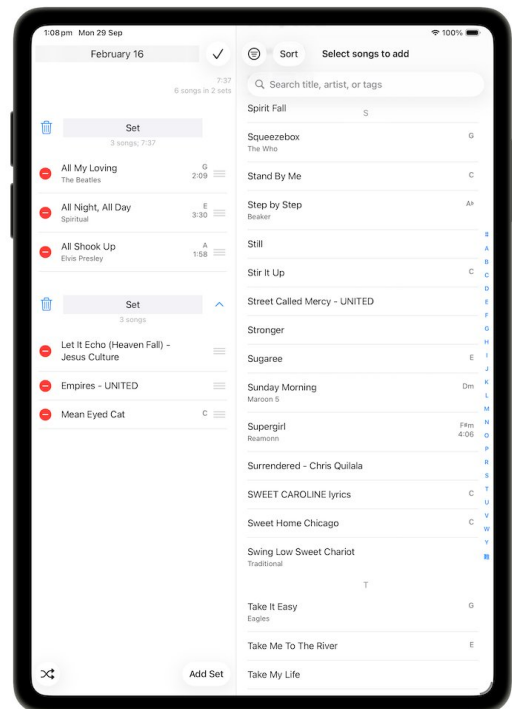 1:08 pm Mon 29 Sep
100%
February 16
7:37
6 songs in 2 sets
Set
3 songs, 7:37
All My Loving
G
The Beatles
2:09
All Night, All Day
E
Spiritual
3:30
All Shook Up
A
Elvis Presley
1:58
Set
3 songs
Let It Echo (Heaven Fall) -
Jesus Culture
Empires - UNITED
Mean Eyed Cat
C
Add Set
Sort
Select songs to add
Search title, artist, or tags
Spirit Fall
S
Squeezebox
G
The Who
Stand By Me
C
Step by Step
A♭
Beaker
Still
Stir It Up
C
Street Called Mercy - UNITED
Stronger
Sugaree
E
Sunday Morning
Dm
Maroon 5
Supergirl
F#m
Reamonn
4:06
Surrendered - Chris Quilala
SWEET CAROLINE lyrics
C
Sweet Home Chicago
C
Swing Low Sweet Chariot
Traditional
T
Take It Easy
G
Eagles
Take Me To The River
E
Take My Life
#
A
B
C
D
E
F
G
H
I
J
K
L
M
N
O
P
R
S
T
U
V
W
Y